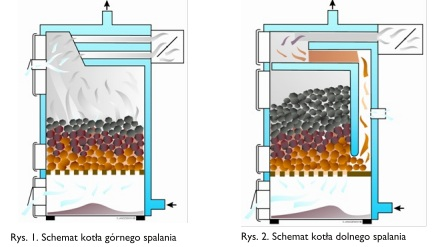 Rys. 1. Schemat kotła górnego spalania
Rys. 2. Schemat kotła dolnego spalania